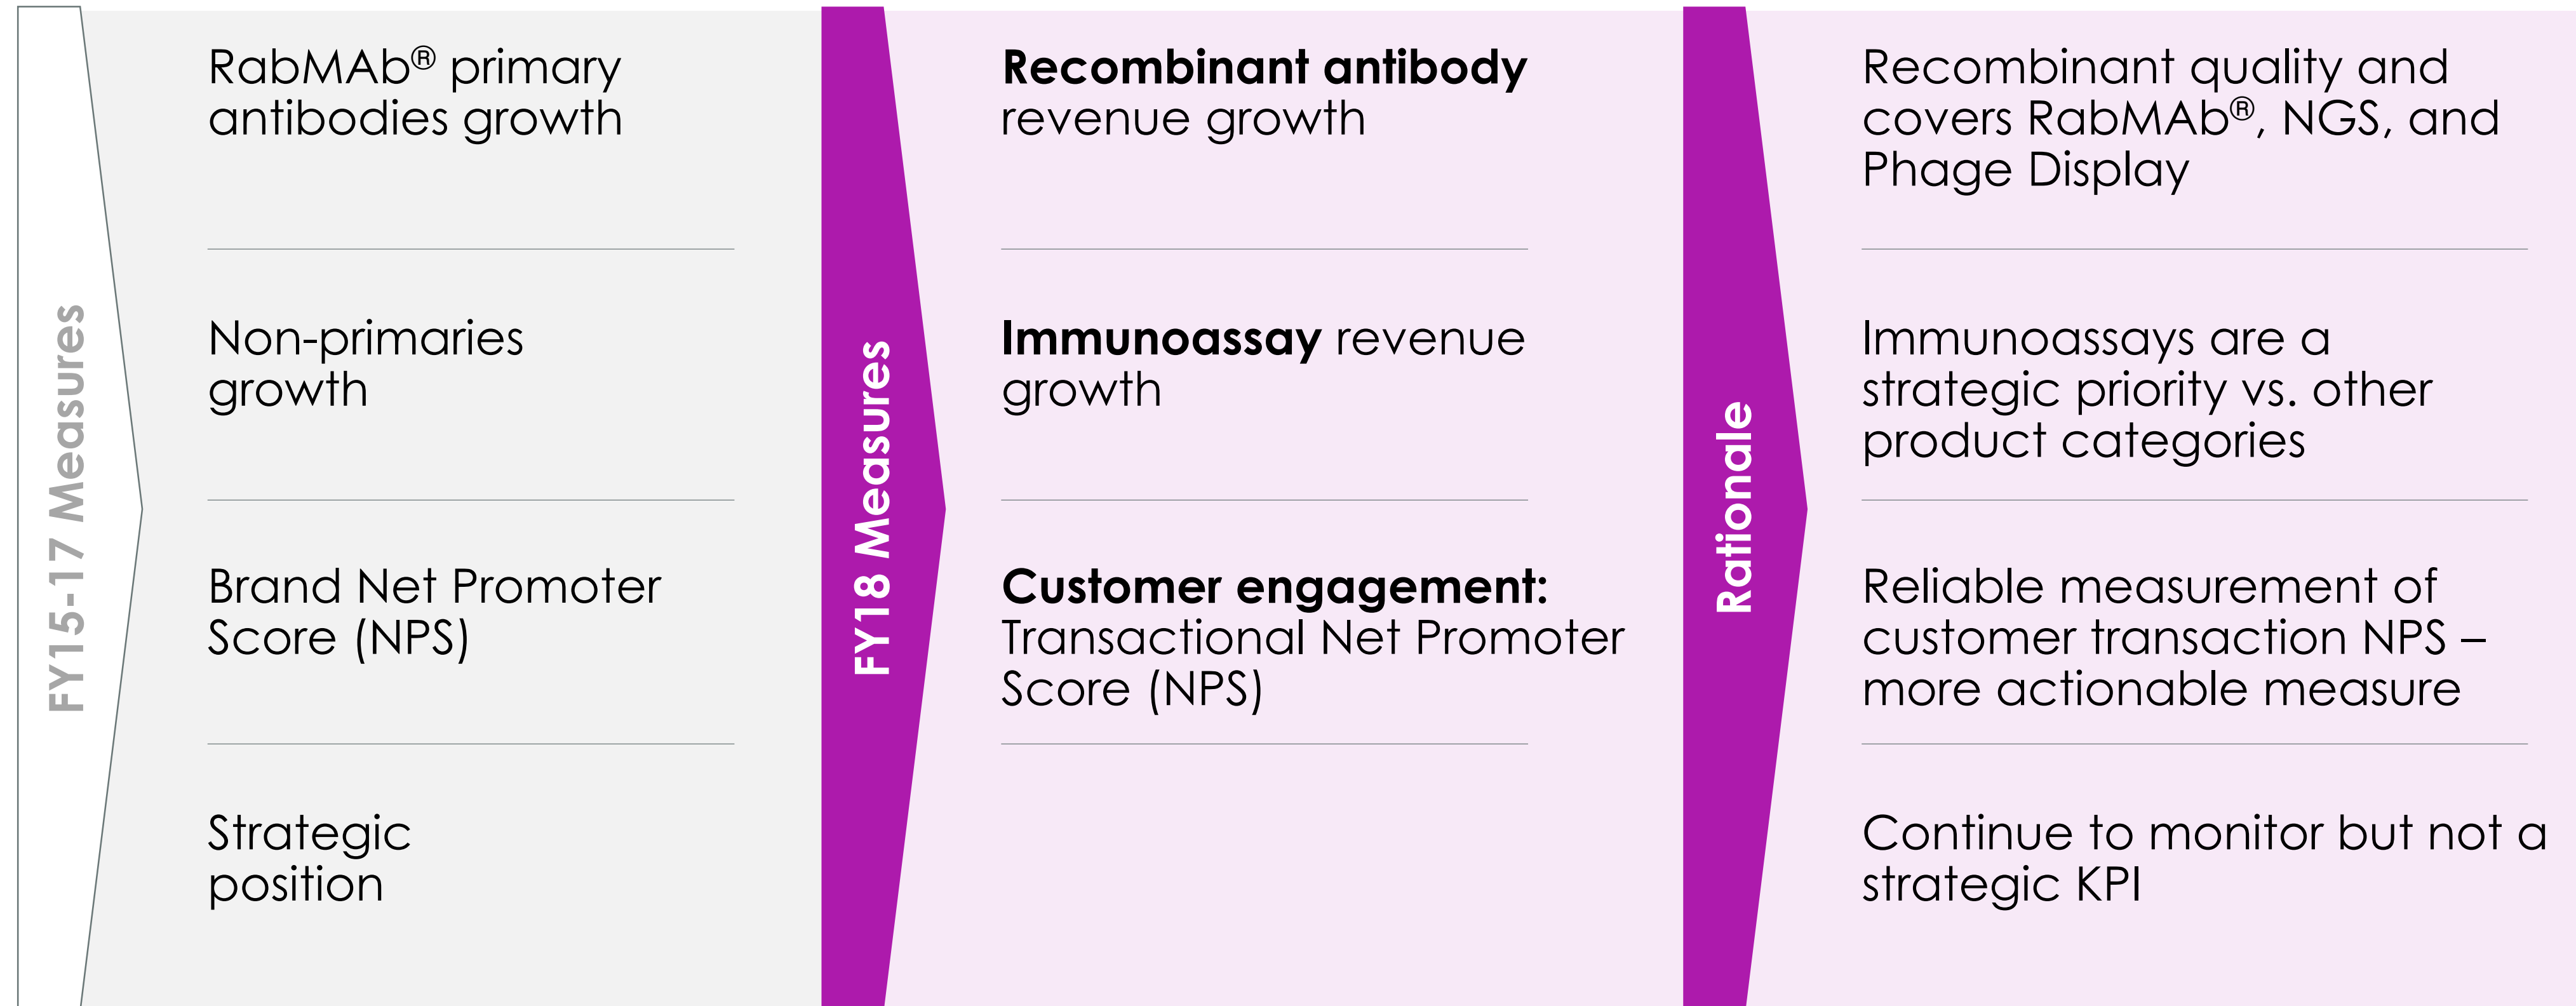 FY15-17 Measures
RabMAb® primary
antibodies growth
Non-primaries
growth
Brand Net Promoter
Score (NPS)
Strategic
position
FY18 Measures
Recombinant antibody
revenue growth
Immunoassay revenue
growth
Customer engagement:
Transactional Net Promoter
Score (NPS)
Rationale
Recombinant quality and
covers RabMAb®, NGS, and
Phage Display
Immunoassays are a
strategic priority vs. other
product categories
Reliable measurement of
customer transaction NPS –
more actionable measure
Continue to monitor but not a
strategic KPI